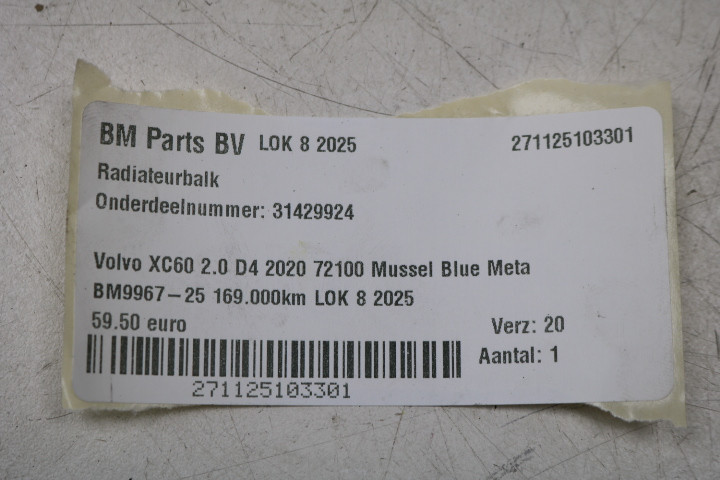 BM Parts BV LOK 8 2025 271125103301
Radiateurbalk
Onderdeelnummer: 31429924
Volvo XC60 2.0 D4 2020 72100 Mussel Blue Meta
BM9967-25 169.000km LOK 8 2025
59.50 euro Verz: 20
Aantal: 1
271125103301